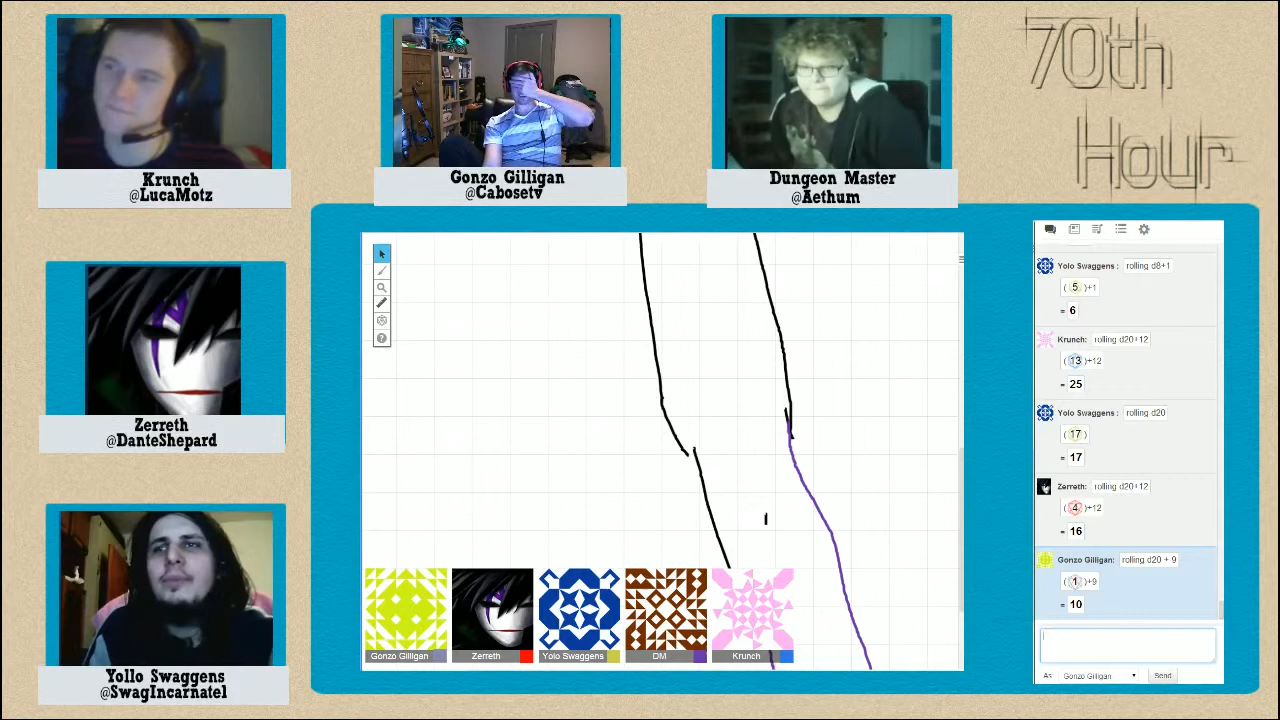 70th
Hour
Krunch
@LucaMotz
Gonzo Gilligan
@Cabosetv
Dungeon Master
@Aethum
Zerreth
@DanteShepard
Yollo Swaggens
@SwagIncarnate1
Gonzo Gilligan
Zerreth
Yolo Swaggens
DM
Krunch
Yolo Swaggens : rolling d8+1
( 5 )+1
= 6
Krunch: rolling d20+12
( 13 )+12
= 25
Yolo Swaggens : rolling d20
( 17 )
= 17
Zerreth: rolling d20+12
( 4 )+12
= 16
Gonzo Gilligan: rolling d20 + 9
( 1 )+9
= 10
As: Gonzo Gilligan Send